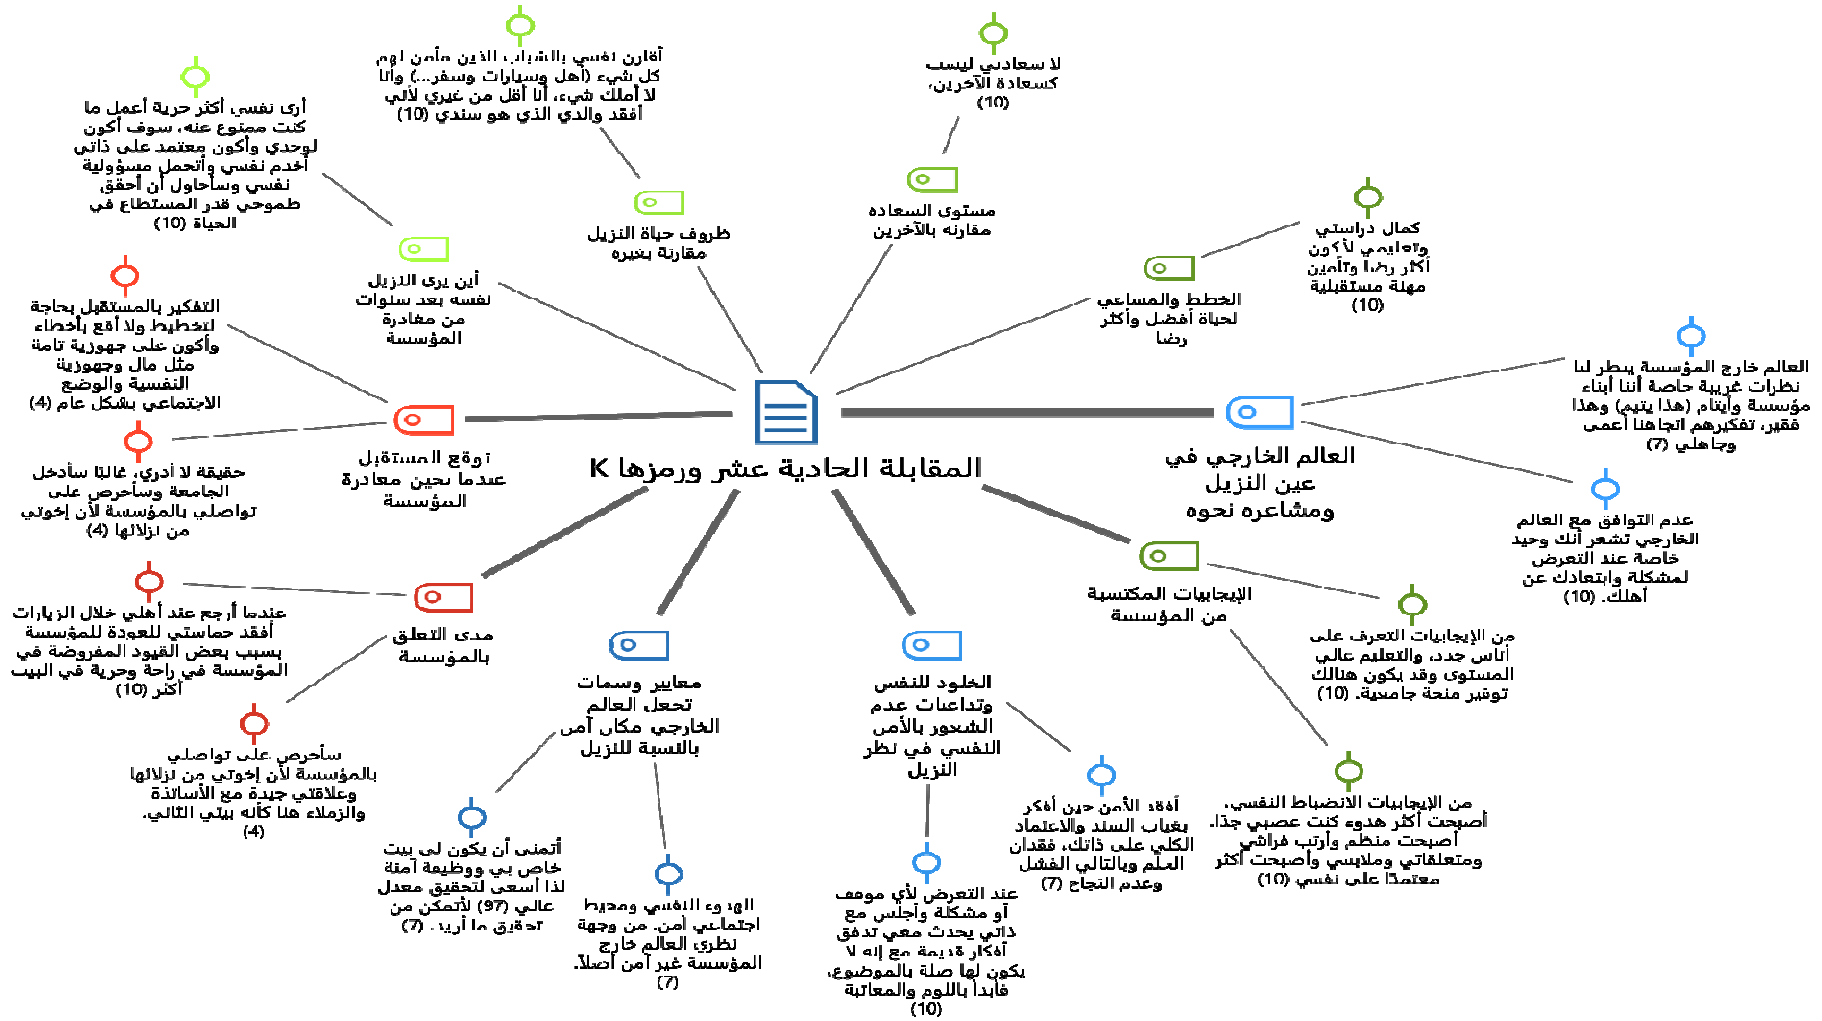 أقارن نفسي بالشباب الذين مأمن لهم
كل شيء (أهل وسيارات وسفر...) وأنا
لا أملك شيء، أنا أقل من غيري لأني
أفقد والدي الذي هو سندي (10)
لا سعادتي ليست
كسعادة الآخرين،
(10)
أرى نفسي أكثر حرية أعمل ما
كنت ممنوع عنه، سوف أكون
لوحدي وأكون معتمد على ذاتي
أخدم نفسي وأتحمل مسؤولية
نفسي وسأحاول أن أحقق
طموحي قدر المستطاع في
الحياة (10)
مستوى السعاده
مقارنه بالآخرين
ظروف حياة النزيل
مقارنة بغيره
كمال دراستي
وتعليمي لأكون
أكثر رضا وتأمين
مهنة مستقبلية
(10)
أين يرى النزيل
نفسه بعد سنوات
من مغادرة
المؤسسة
الخطط والمساعي
لحياة أفضل وأكثر
رضا
التفكير بالمستقبل بحاجة
لتخطيط ولا أقع بأخطاء
وأكون على جهوزية تامة
مثل مال وجهوزية
النفسية والوضع
الاجتماعي بشكل عام (4)
العالم خارج المؤسسة ينظر لنا
نظرات غريبة خاصة أننا أبناء
مؤسسة وأيتام (هذا يتيم) وهذا
فقير، تفكيرهم اتجاهنا أعمى
وجاهلي (7)
توقع المستقبل
عندما يحين مغادرة
المؤسسة
المقابلة الحادية عشر ورمزها K
العالم الخارجي في
عين النزيل
ومشاعره نحوه
حقيقة لا أدري، غالبًا سأدخل
الجامعة وسأحرص على
تواصلي بالمؤسسة لأن إخوتي
من نزلائها (4)
عدم التوافق مع العالم
الخارجي تشعر أنك وحيد
خاصة عند التعرض
لمشكلة وابتعادك عن
أهلك. (10)
عندما أرجع عند أهلي خلال الزيارات
أفقد حماستي للعودة للمؤسسة
بسبب بعض القيود المفروضة في
المؤسسة في راحة وحرية في البيت
أكثر (10)
مدى التعلق
بالمؤسسة
الإيجابيات المكتسبة
من المؤسسة
من الإيجابيات التعرف على
أناس جدد، والتعليم عالي
المستوى وقد يكون هنالك
توفير منحة جامعية. (10)
معايير وسمات
تجعل العالم
الخارجي مكان آمن
بالنسبة للنزيل
الخلود للنفس
وتداعيات عدم
الشعور بالأمن
النفسي في نظر
النزيل
سأحرص على تواصلي
بالمؤسسة لأن إخوتي من نزلائها
وعلاقتي جيدة مع الأساتذة
والزملاء هنا كأنه بيتي الثاني.
(4)
أفقد الأمن حين أفكر
بغياب السند والاعتماد
الكلي على ذاتك، فقدان
العلم وبالتالي الفشل
وعدم النجاح (7)
من الإيجابيات الانضباط النفسي،
أصبحت أكثر هدوء كنت عصبي جدًا.
أصبحت منظم وأرتب فراشي
ومتعلقاتي وملابسي وأصبحت أكثر
معتمدًا على نفسي (10)
أتمنى أن يكون لي بيت
خاص بي ووظيفة آمنة
لذا أسعى لتحقيق معدل
عالي (97) لأتمكن من
تحقيق ما أريد. (7)
الهدوء النفسي ومحيط
اجتماعي آمن. من وجهة
نظري العالم خارج
المؤسسة غير آمن أصلًا.
(7)
عند التعرض لأي موقف
أو مشكلة وأجلس مع
ذاتي يحدث معي تدفق
أفكار قديمة مع إنه لا
يكون لها صلة بالموضوع،
فأبدأ باللوم والمعاتبة
(10)